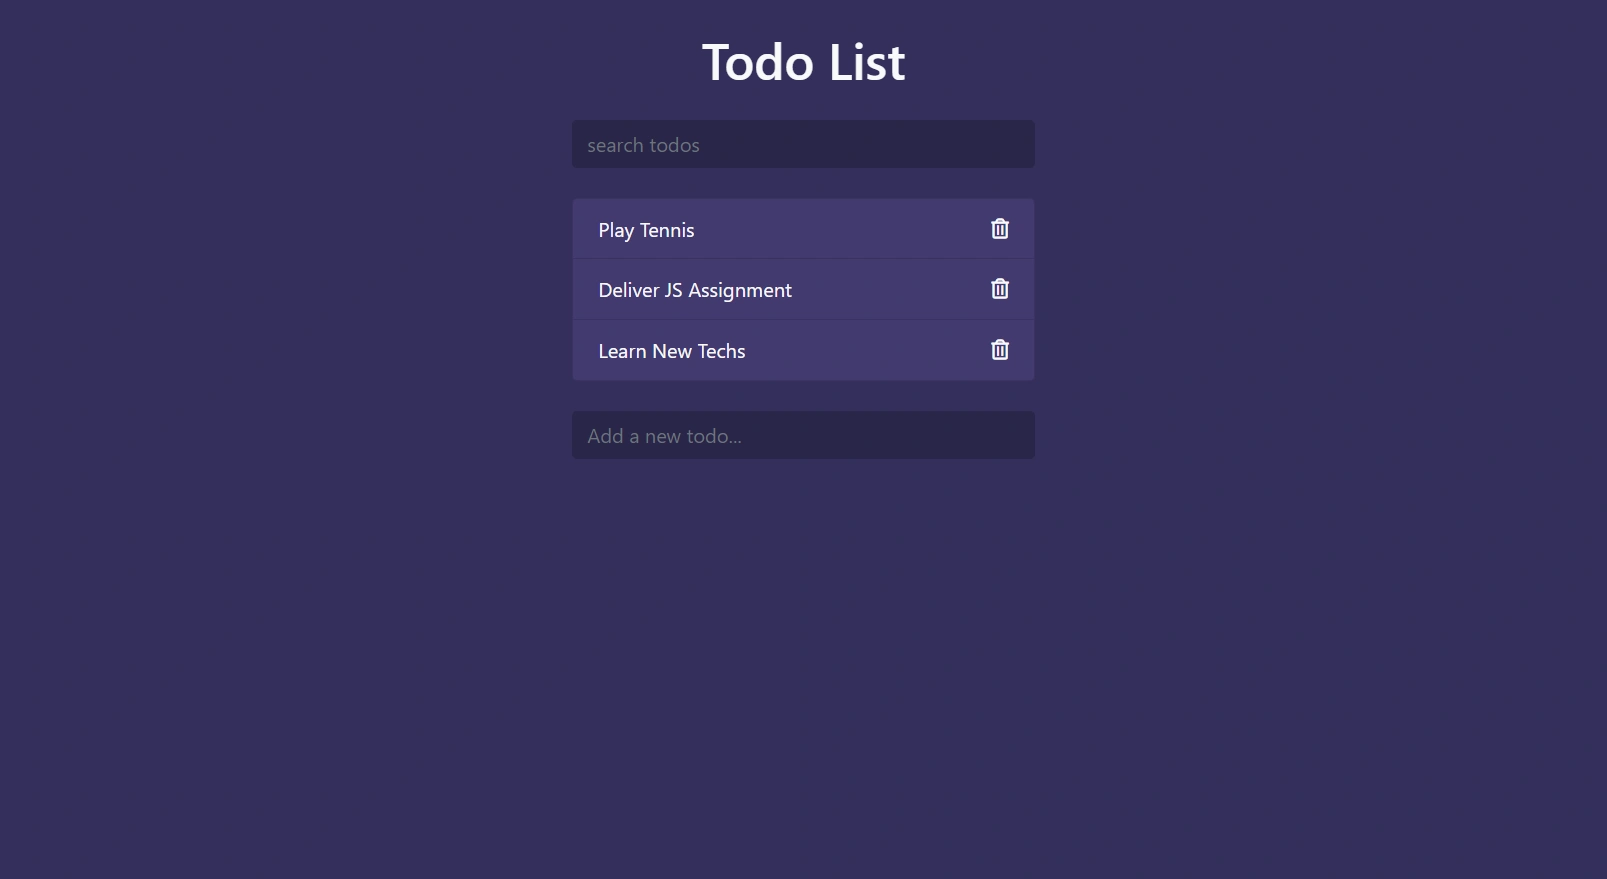 Todo List
search todos
Play Tennis
Deliver JS Assignment
Learn New Techs
Add a new todo...